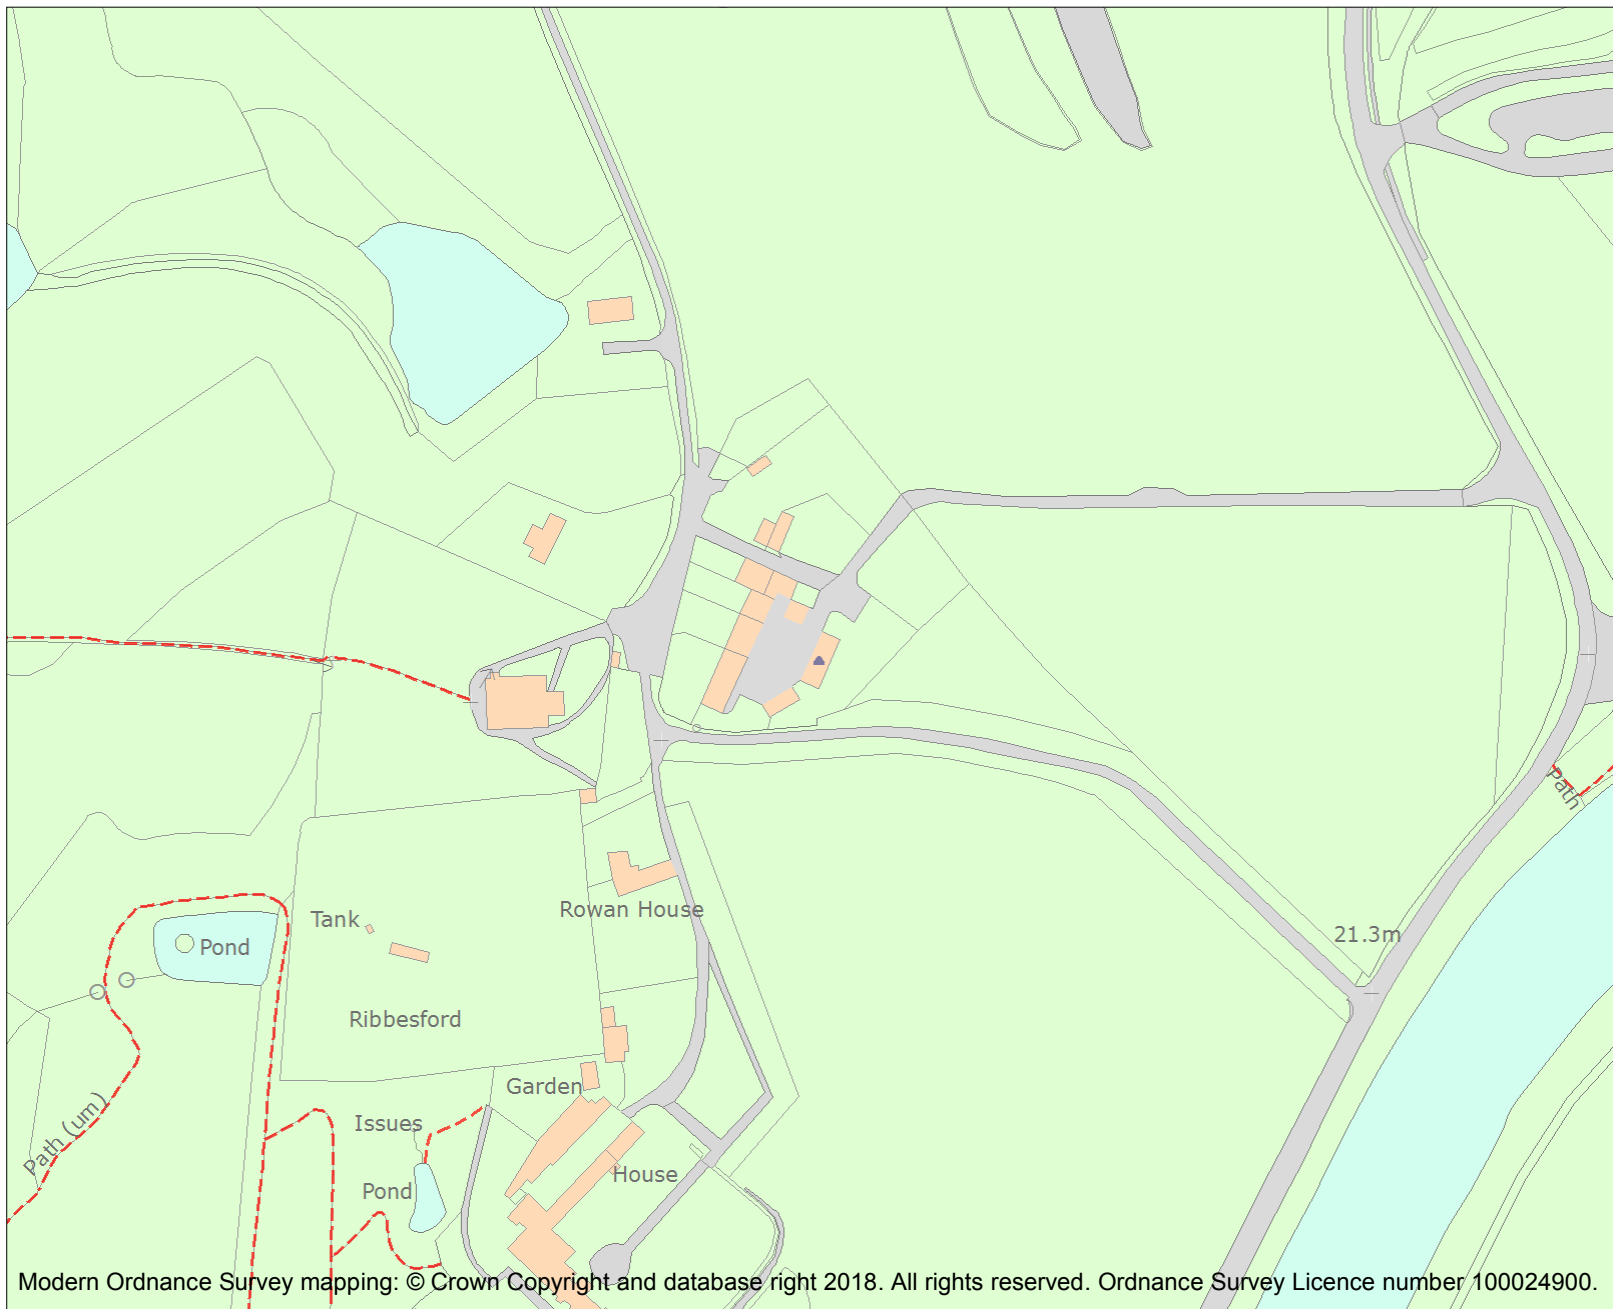 Path
Rowan House
Tank
21.3m
Pond
Ribbesford
Garden
Path (um)
Issues
House
Pond
Modern Ordnance Survey mapping: © Crown Copyright and database right 2018. All rights reserved. Ordnance Survey Licence number 100024900.